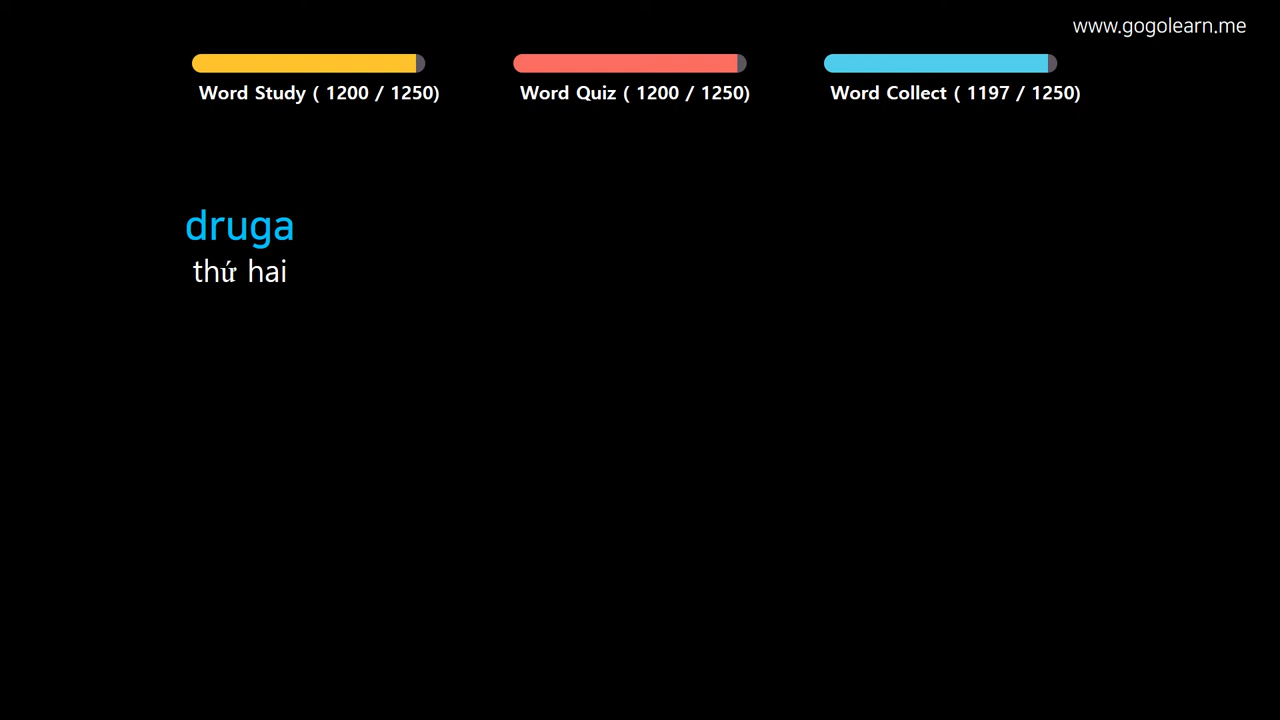 www.gogolearn.me
Word Study ( 1200 / 1250)
Word Quiz ( 1200 / 1250)
Word Collect ( 1197 / 1250)
druga
thứ hai